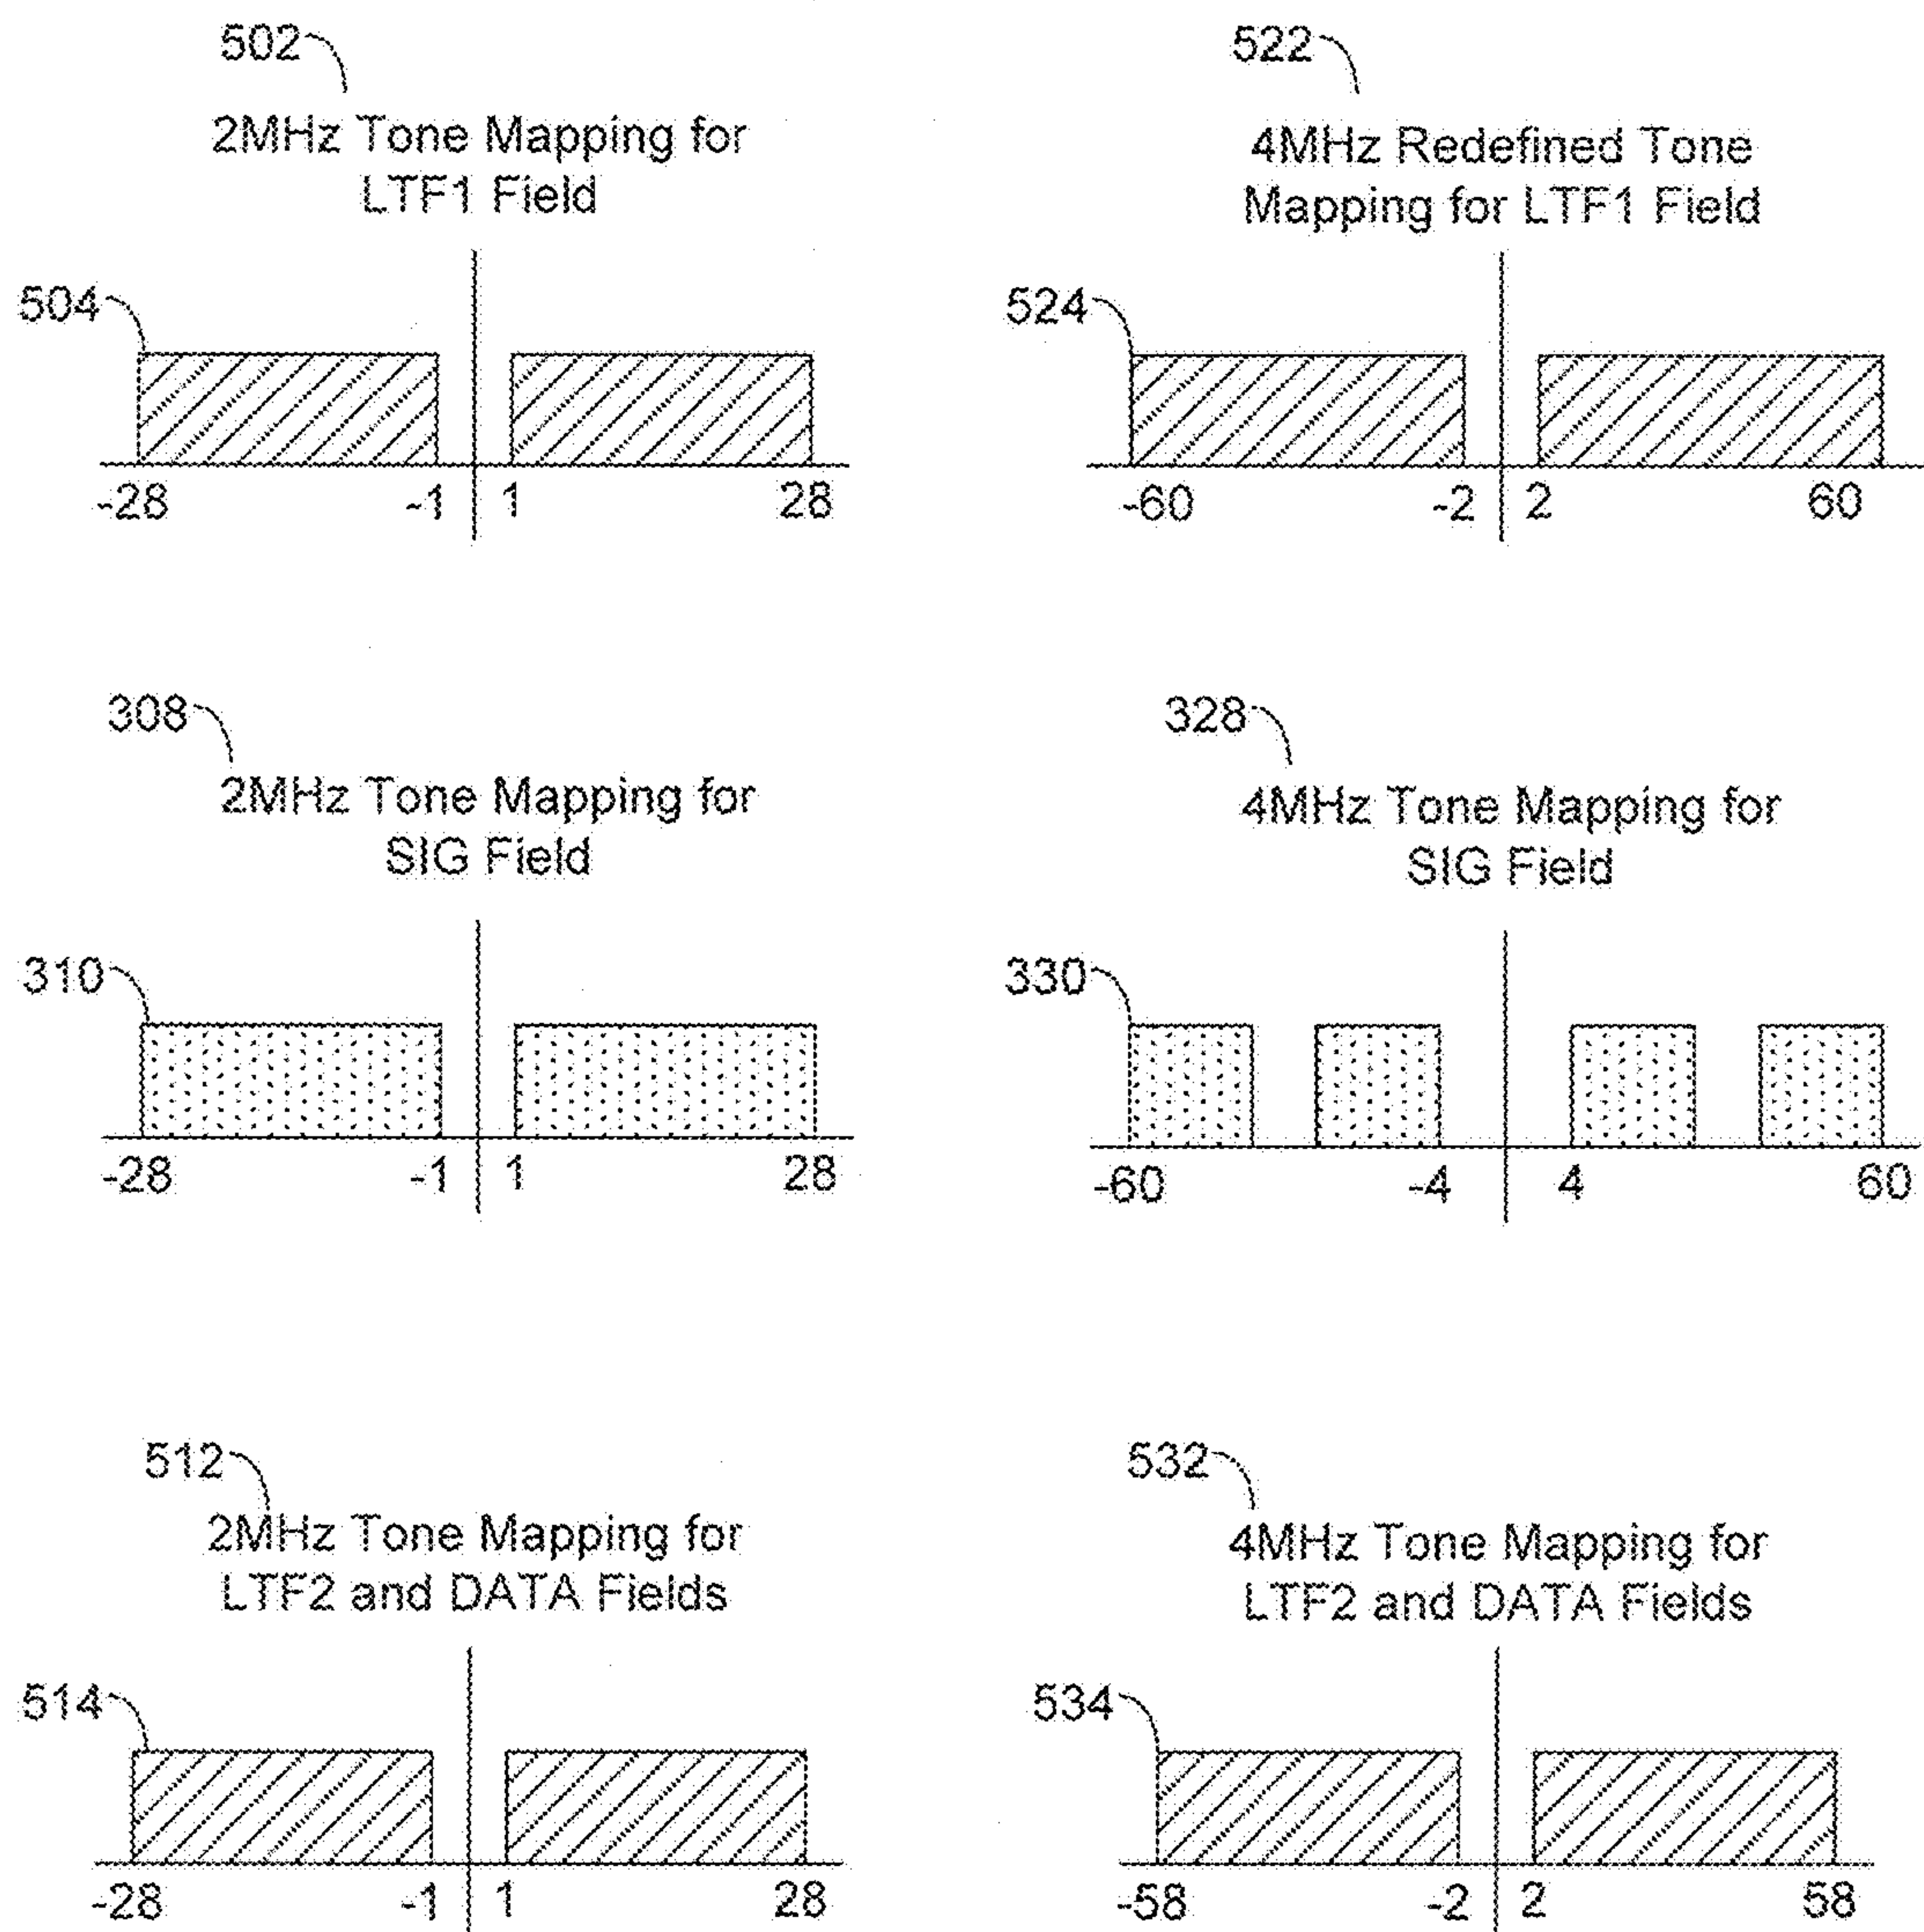 502
2MHz Tone Mapping for
LTF1 Field
504
-28 -1 1 28
522
4MHz Redefined Tone
Mapping for LTF1 Field
524
-60 -2 2 60
308
2MHz Tone Mapping for
SIG Field
310
-28 -1 1 28
328
4MHz Tone Mapping for
SIG Field
330
-60 -4 4 60
512
2MHz Tone Mapping for
LTF2 and DATA Fields
514
-28 -1 1 28
532
4MHz Tone Mapping for
LTF2 and DATA Fields
534
-58 -2 2 58